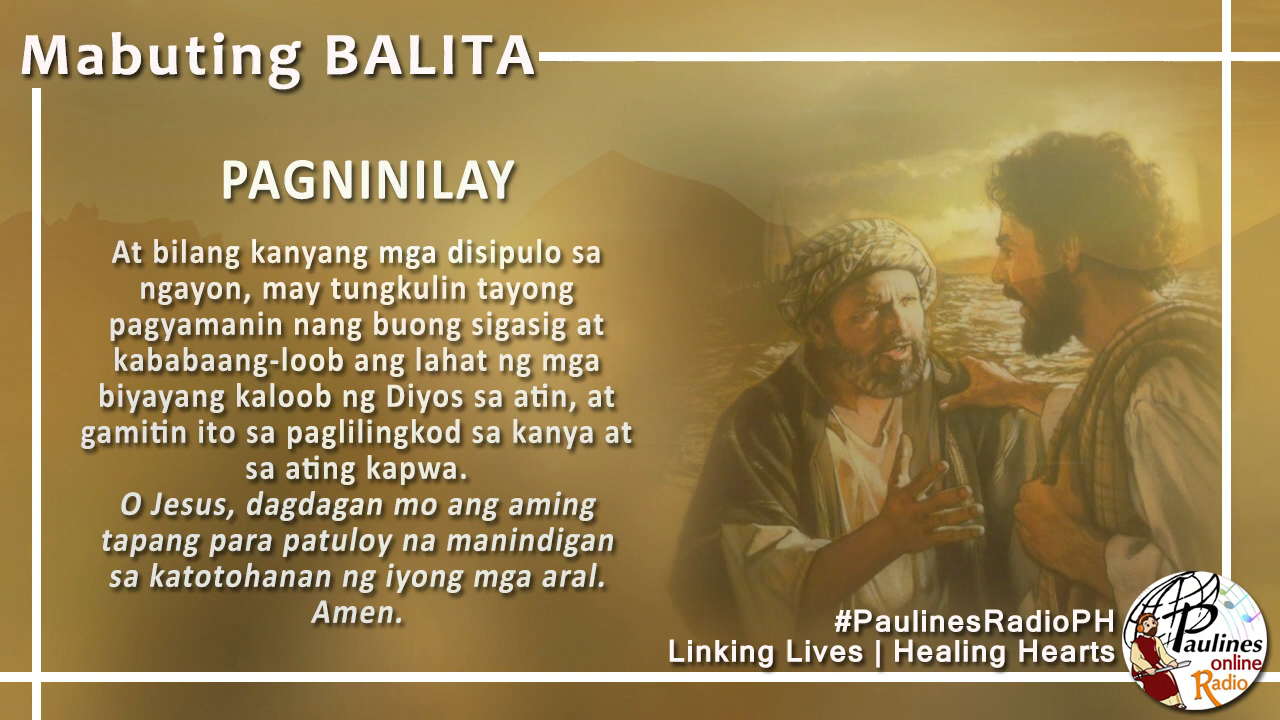 Mabuting BALITA
PAGNINILAY
At bilang kanyang mga disipulo sa
ngayon, may tungkulin tayong
pagyamanin nang buong sigasig at
kababaang-loob ang lahat ng mga
biyayang kaloob ng Diyos sa atin, at
gamitin ito sa paglilingkod sa kanya at
sa ating kapwa.
O Jesus, dagdagan mo ang aming
tapang para patuloy na manindigan
sa katotohanan ng iyong mga aral.
Amen.
#PaulinesRadioPH
Linking Lives | Healing Hearts
Paulines
online
Radio